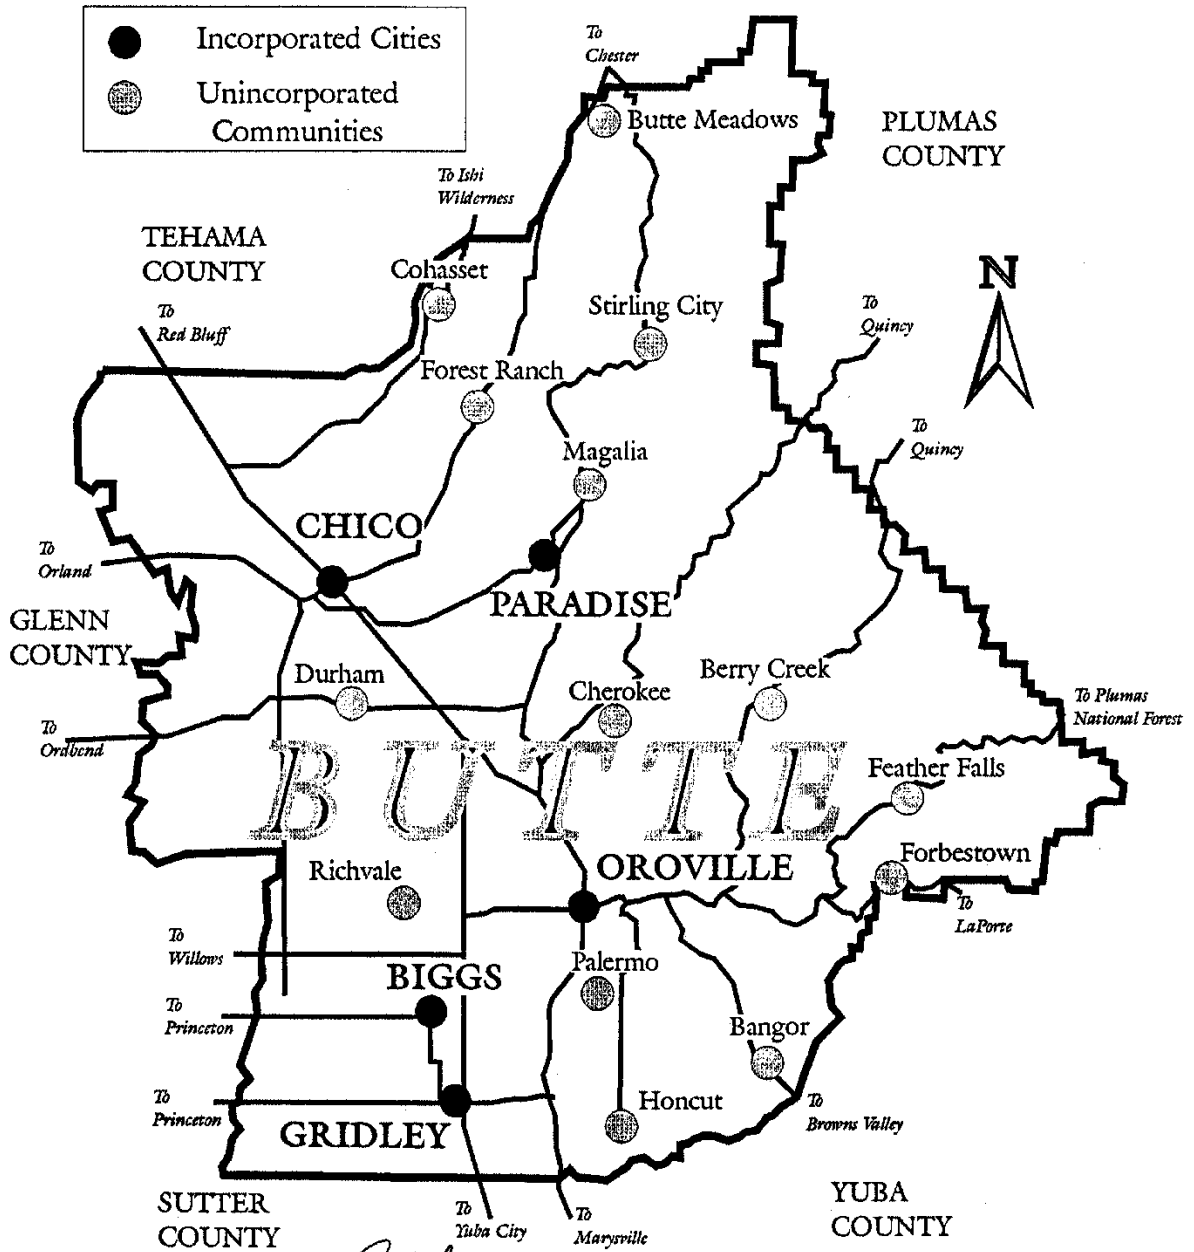 Incorporated Cities
Unincorporated
Communities
To
Chester
Butte Meadows
PLUMAS
COUNTY
To Ishi
Wilderness
TEHAMA
COUNTY
Cohasset
N
To
Red Bluff
Stirling City
To
Quincy
Forest Ranch
To
Quincy
Magalia
CHICO
To
Orland
PARADISE
GLENN
COUNTY
Durham
Berry Creek
Cherokee
To Plumas
National Forest
To
Ordbend
BUTTE
Feather Falls
Forbestown
OROVILLE
Richvale
To
LaPorte
To
Willows
Palermo
BIGGS
To
Princeton
Bangor
To
Princeton
Honcut
To
Browns Valley
GRIDLEY
SUTTER
COUNTY
To
Yuba City
To
Marysville
YUBA
COUNTY